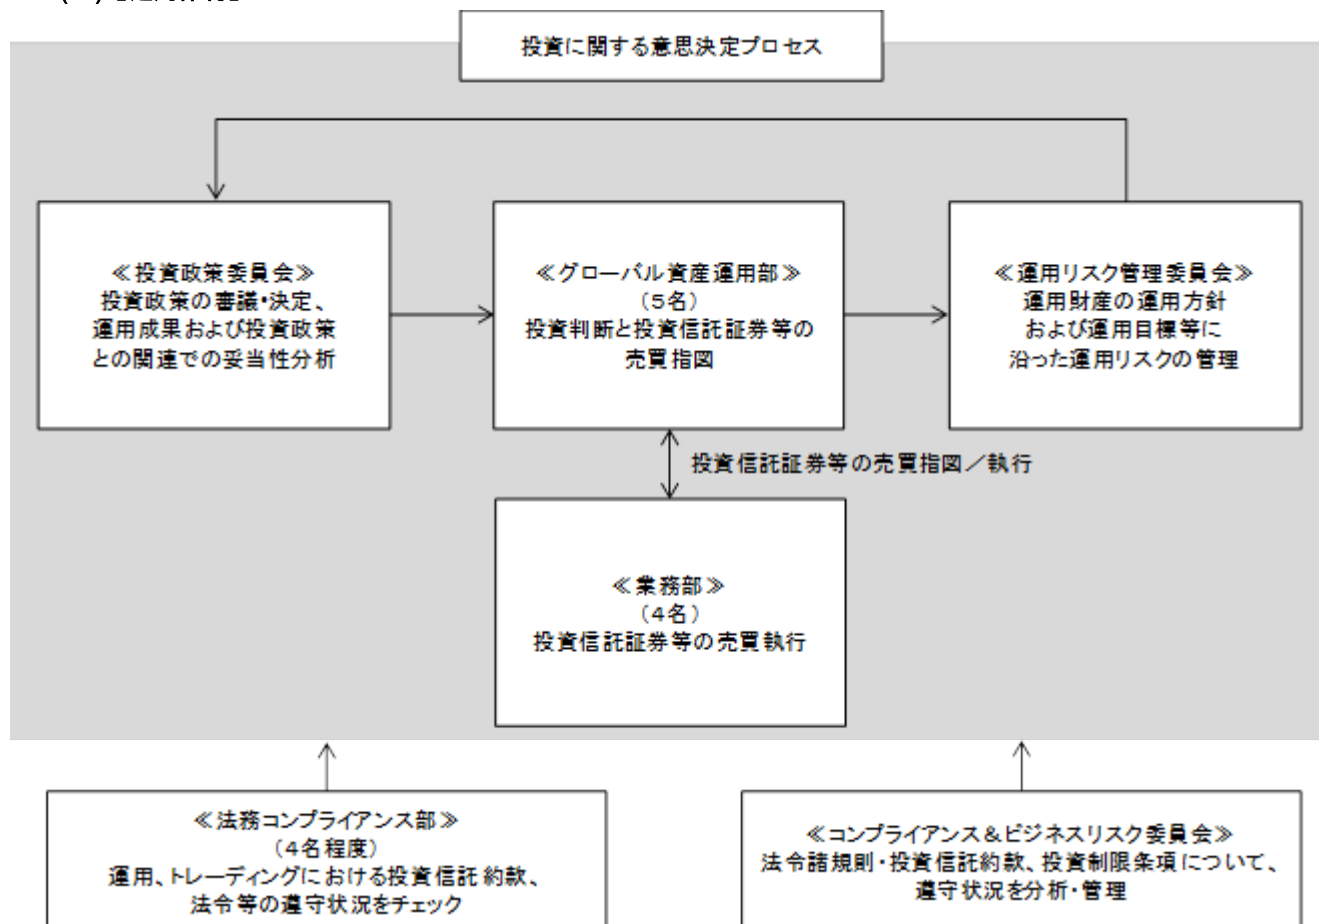 投資に関する意思決定プロセス
≪投資政策委員会≫
投資政策の審議・決定、
運用成果および投資政策
との関連での妥当性分析
≪グローバル資産運用部≫
(5名)
投資判断と投資信託証券等の
売買指図
≪運用リスク管理委員会≫
運用財産の運用方針
および運用目標等に
沿った運用リスクの管理
投資信託証券等の売買指図／執行
≪業務部≫
(4名)
投資信託証券等の売買執行
≪法務コンプライアンス部≫
(4名程度)
運用、トレーディングにおける投資信託約款、
法令等の遵守状況をチェック
≪コンプライアンス＆ビジネスリスク委員会≫
法令諸規則・投資信託約款、投資制限条項について、
遵守状況を分析・管理